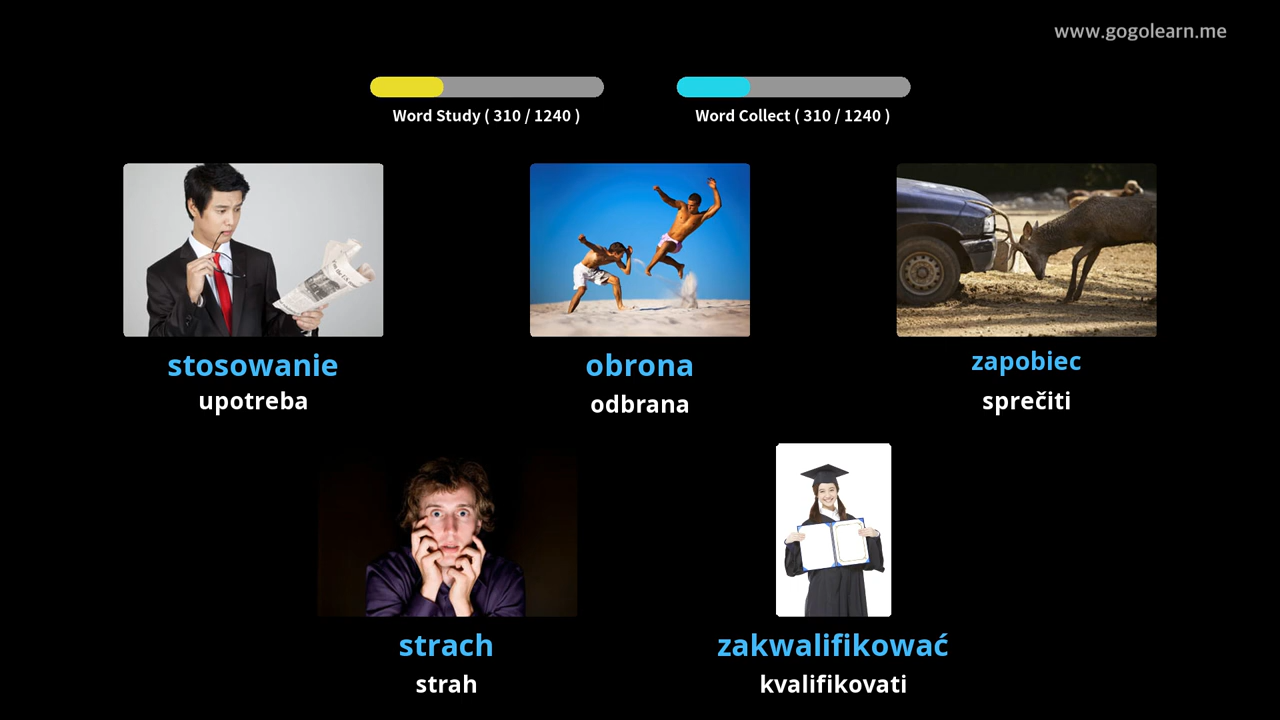 www.gogolearn.me
Word Study ( 310 / 1240 )
Word Collect ( 310 / 1240 )
stosowanie
upotreba
obrona
odbrana
zapobiec
sprečiti
strach
strah
zakwalifikować
kvalifikovati